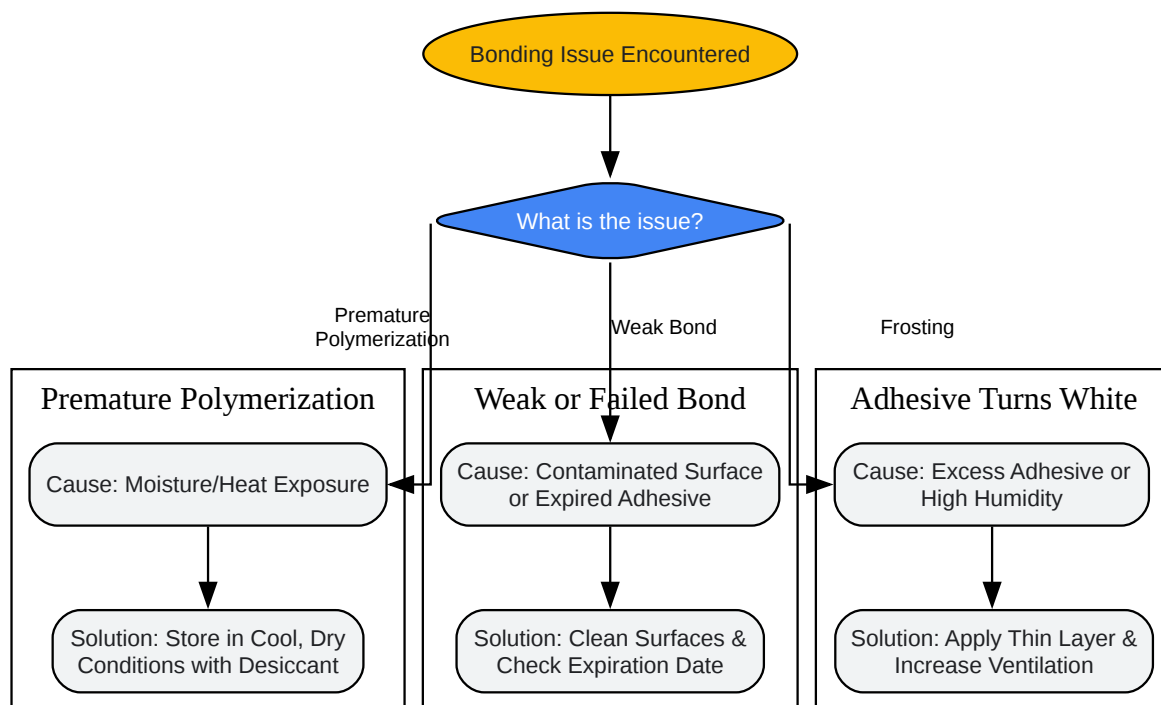 Bonding Issue Encountered
What is the issue?
Premature
Polymerization
Weak Bond
Frosting
Premature Polymerization
Cause: Moisture/Heat Exposure
Solution: Store in Cool, Dry
Conditions with Desiccant
Weak or Failed Bond
Cause: Contaminated Surface
or Expired Adhesive
Solution: Clean Surfaces &
Check Expiration Date
Adhesive Turns White
Cause: Excess Adhesive or
High Humidity
Solution: Apply Thin Layer &
Increase Ventilation